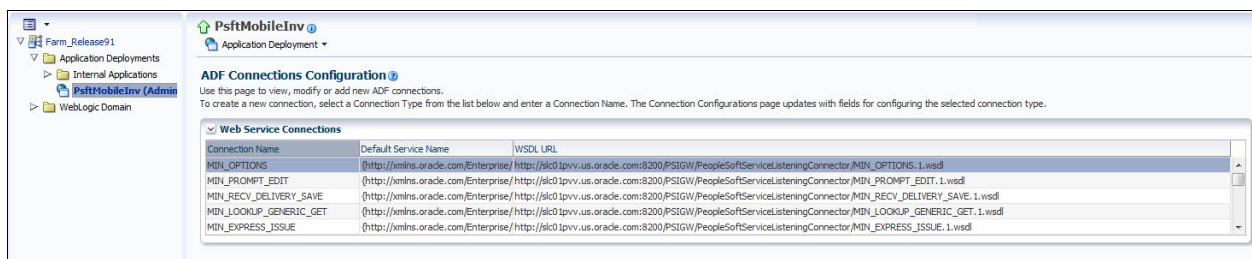 Farm_Release91
Application Deployments
Internal Applications
PsftMobileInv (Admin
WebLogic Domain
PsftMobileInv
Application Deployment
ADF Connections Configuration
Use this page to view, modify or add new ADF connections.
To create a new connection, select a Connection Type from the list below and enter a Connection Name. The Connection Configurations page updates with fields for configuring the selected connection type.
Web Service Connections
Connection Name Default Service Name WSDL URL
MIN_OPTIONS {http://xmlns.oracle.com/Enterprise/ http://slc01pvv.us.oracle.com:8200/PSIGW/PeopleSoftServiceListeningConnector/MIN_OPTIONS.1.wsdl
MIN_PROMPT_EDIT {http://xmlns.oracle.com/Enterprise/ http://slc01pvv.us.oracle.com:8200/PSIGW/PeopleSoftServiceListeningConnector/MIN_PROMPT_EDIT.1.wsdl
MIN_RECV_DELIVERY_SAVE {http://xmlns.oracle.com/Enterprise/ http://slc01pvv.us.oracle.com:8200/PSIGW/PeopleSoftServiceListeningConnector/MIN_RECV_DELIVERY_SAVE.1.wsdl
MIN_LOOKUP_GENERIC_GET {http://xmlns.oracle.com/Enterprise/ http://slc01pvv.us.oracle.com:8200/PSIGW/PeopleSoftServiceListeningConnector/MIN_LOOKUP_GENERIC_GET.1.wsdl
MIN_EXPRESS_ISSUE {http://xmlns.oracle.com/Enterprise/ http://slc01pvv.us.oracle.com:8200/PSIGW/PeopleSoftServiceListeningConnector/MIN_EXPRESS_ISSUE.1.wsdl